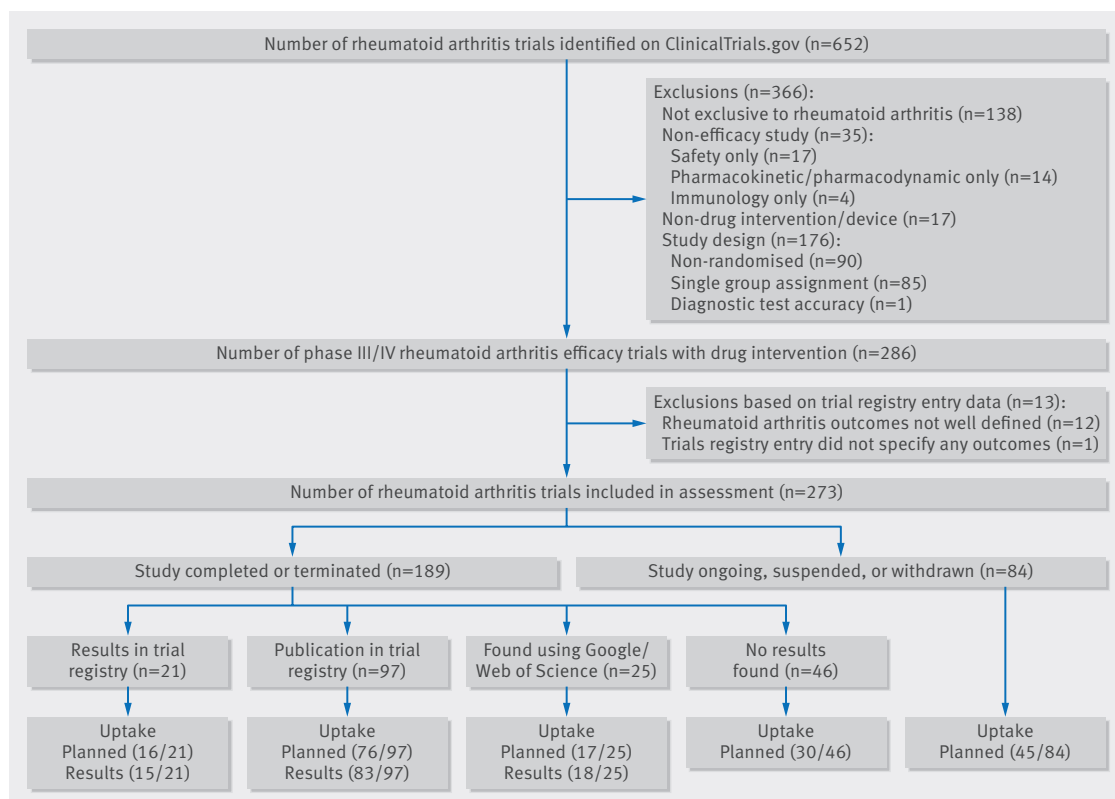 Number of rheumatoid arthritis trials identified on ClinicalTrials.gov (n=652)
Exclusions (n=366):
Not exclusive to rheumatoid arthritis (n=138)
Non-efficacy study (n=35):
Safety only (n=17)
Pharmacokinetic/pharmacodynamic only (n=14)
Immunology only (n=4)
Non-drug intervention/device (n=17)
Study design (n=176):
Non-randomised (n=90)
Single group assignment (n=85)
Diagnostic test accuracy (n=1)
Number of phase III/IV rheumatoid arthritis efficacy trials with drug intervention (n=286)
Exclusions based on trial registry entry data (n=13):
Rheumatoid arthritis outcomes not well defined (n=12)
Trials registry entry did not specify any outcomes (n=1)
Number of rheumatoid arthritis trials included in assessment (n=273)
Study completed or terminated (n=189)
Study ongoing, suspended, or withdrawn (n=84)
Results in trial
registry (n=21)
Publication in trial
registry (n=97)
Found using Google/
Web of Science (n=25)
No results
found (n=46)
Uptake
Planned (16/21)
Results (15/21)
Uptake
Planned (76/97)
Results (83/97)
Uptake
Planned (17/25)
Results (18/25)
Uptake
Planned (30/46)
Uptake
Planned (45/84)